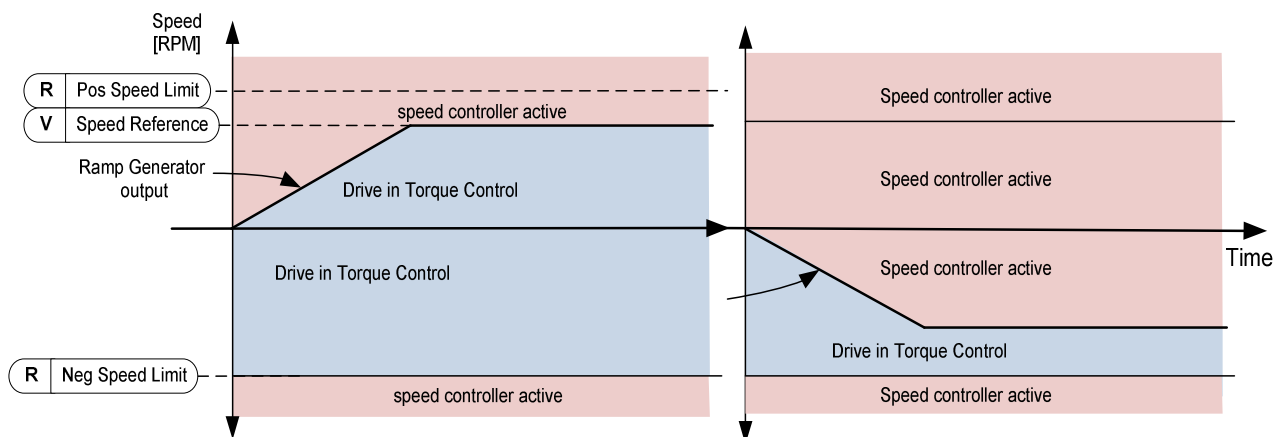 Speed
[RPM]
R Pos Speed Limit
V Speed Reference
Ramp Generator
output
speed controller active
Drive in Torque Control
Drive in Torque Control
R Neg Speed Limit
speed controller active
Speed controller active
Speed controller active
Speed controller active
Time
Drive in Torque Control
Speed controller active